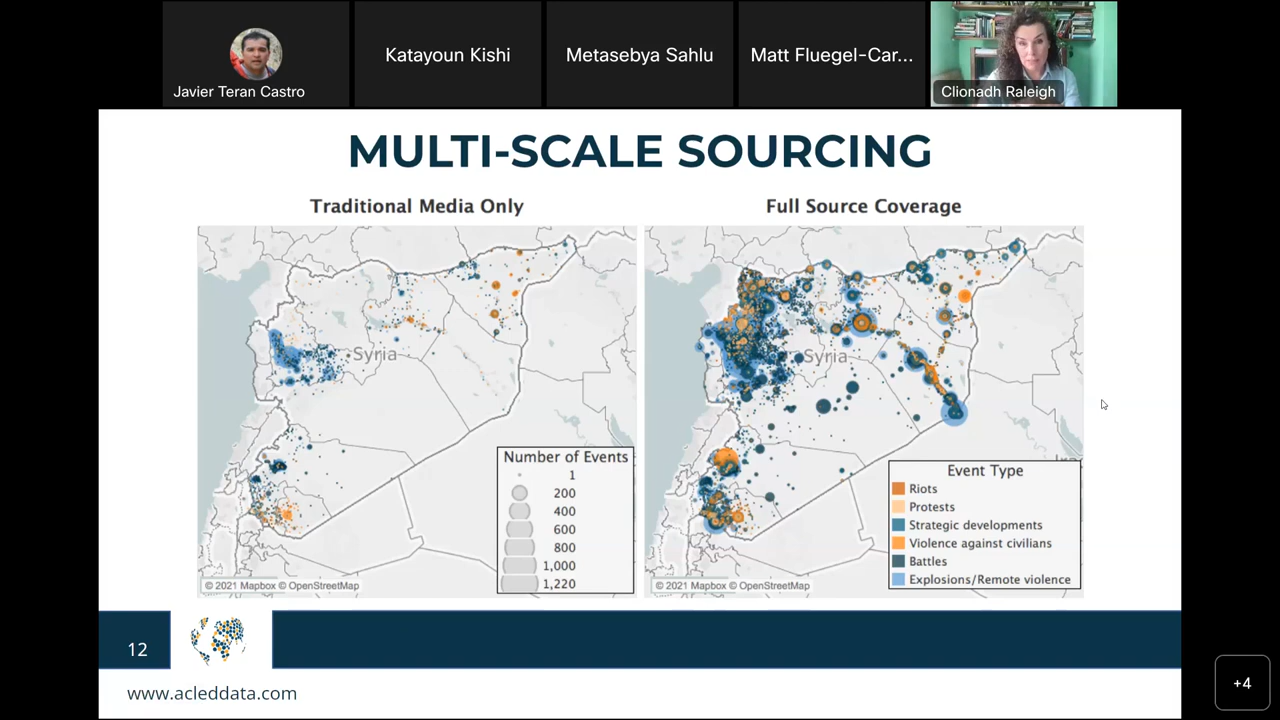 Javier Teran Castro
Katayoun Kishi
Metasebya Sahlu
Matt Fluegel-Car...
Clionadh Raleigh
MULTI-SCALE SOURCING
Traditional Media Only
Full Source Coverage
Syria
Syria
Number of Events
1
200
400
600
800
1,000
1,220
Event Type
Riots
Protests
Strategic developments
Violence against civilians
Battles
Explosions/Remote violence
© 2021 Mapbox © OpenStreetMap
© 2021 Mapbox © OpenStreetMap
12
www.acleddata.com
+4